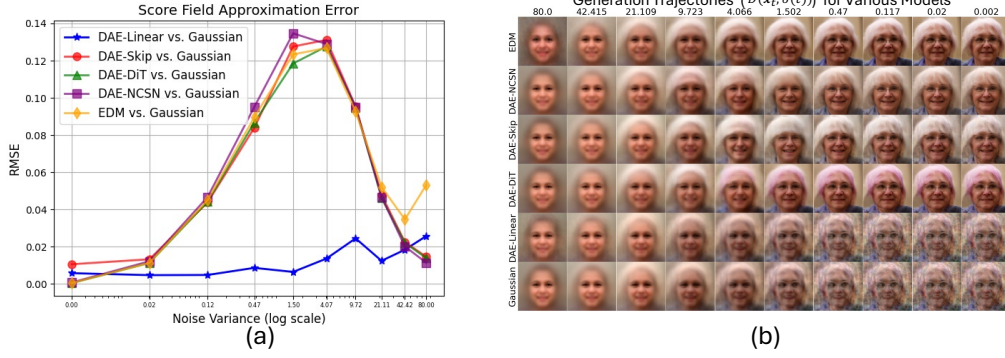 Score Field Approximation Error
DAE-Linear vs. Gaussian
DAE-Skip vs. Gaussian
DAE-DiT vs. Gaussian
DAE-NCSN vs. Gaussian
EDM vs. Gaussian
RMSE
0.14
0.12
0.10
0.08
0.06
0.04
0.02
0.00
0.00 0.02 0.12 0.47 1.50 4.07 9.72 21.11 42.42 80.00
Noise Variance (log scale)
(a)
Generation Trajectories (D(x_t, σ(t))) for Various Models
80.0 42.415 21.109 9.723 4.066 1.502 0.47 0.117 0.02 0.002
EDM
DAE-NCSN
DAE-Skip
DAE-DiT
DAE-Linear
Gaussian
(b)